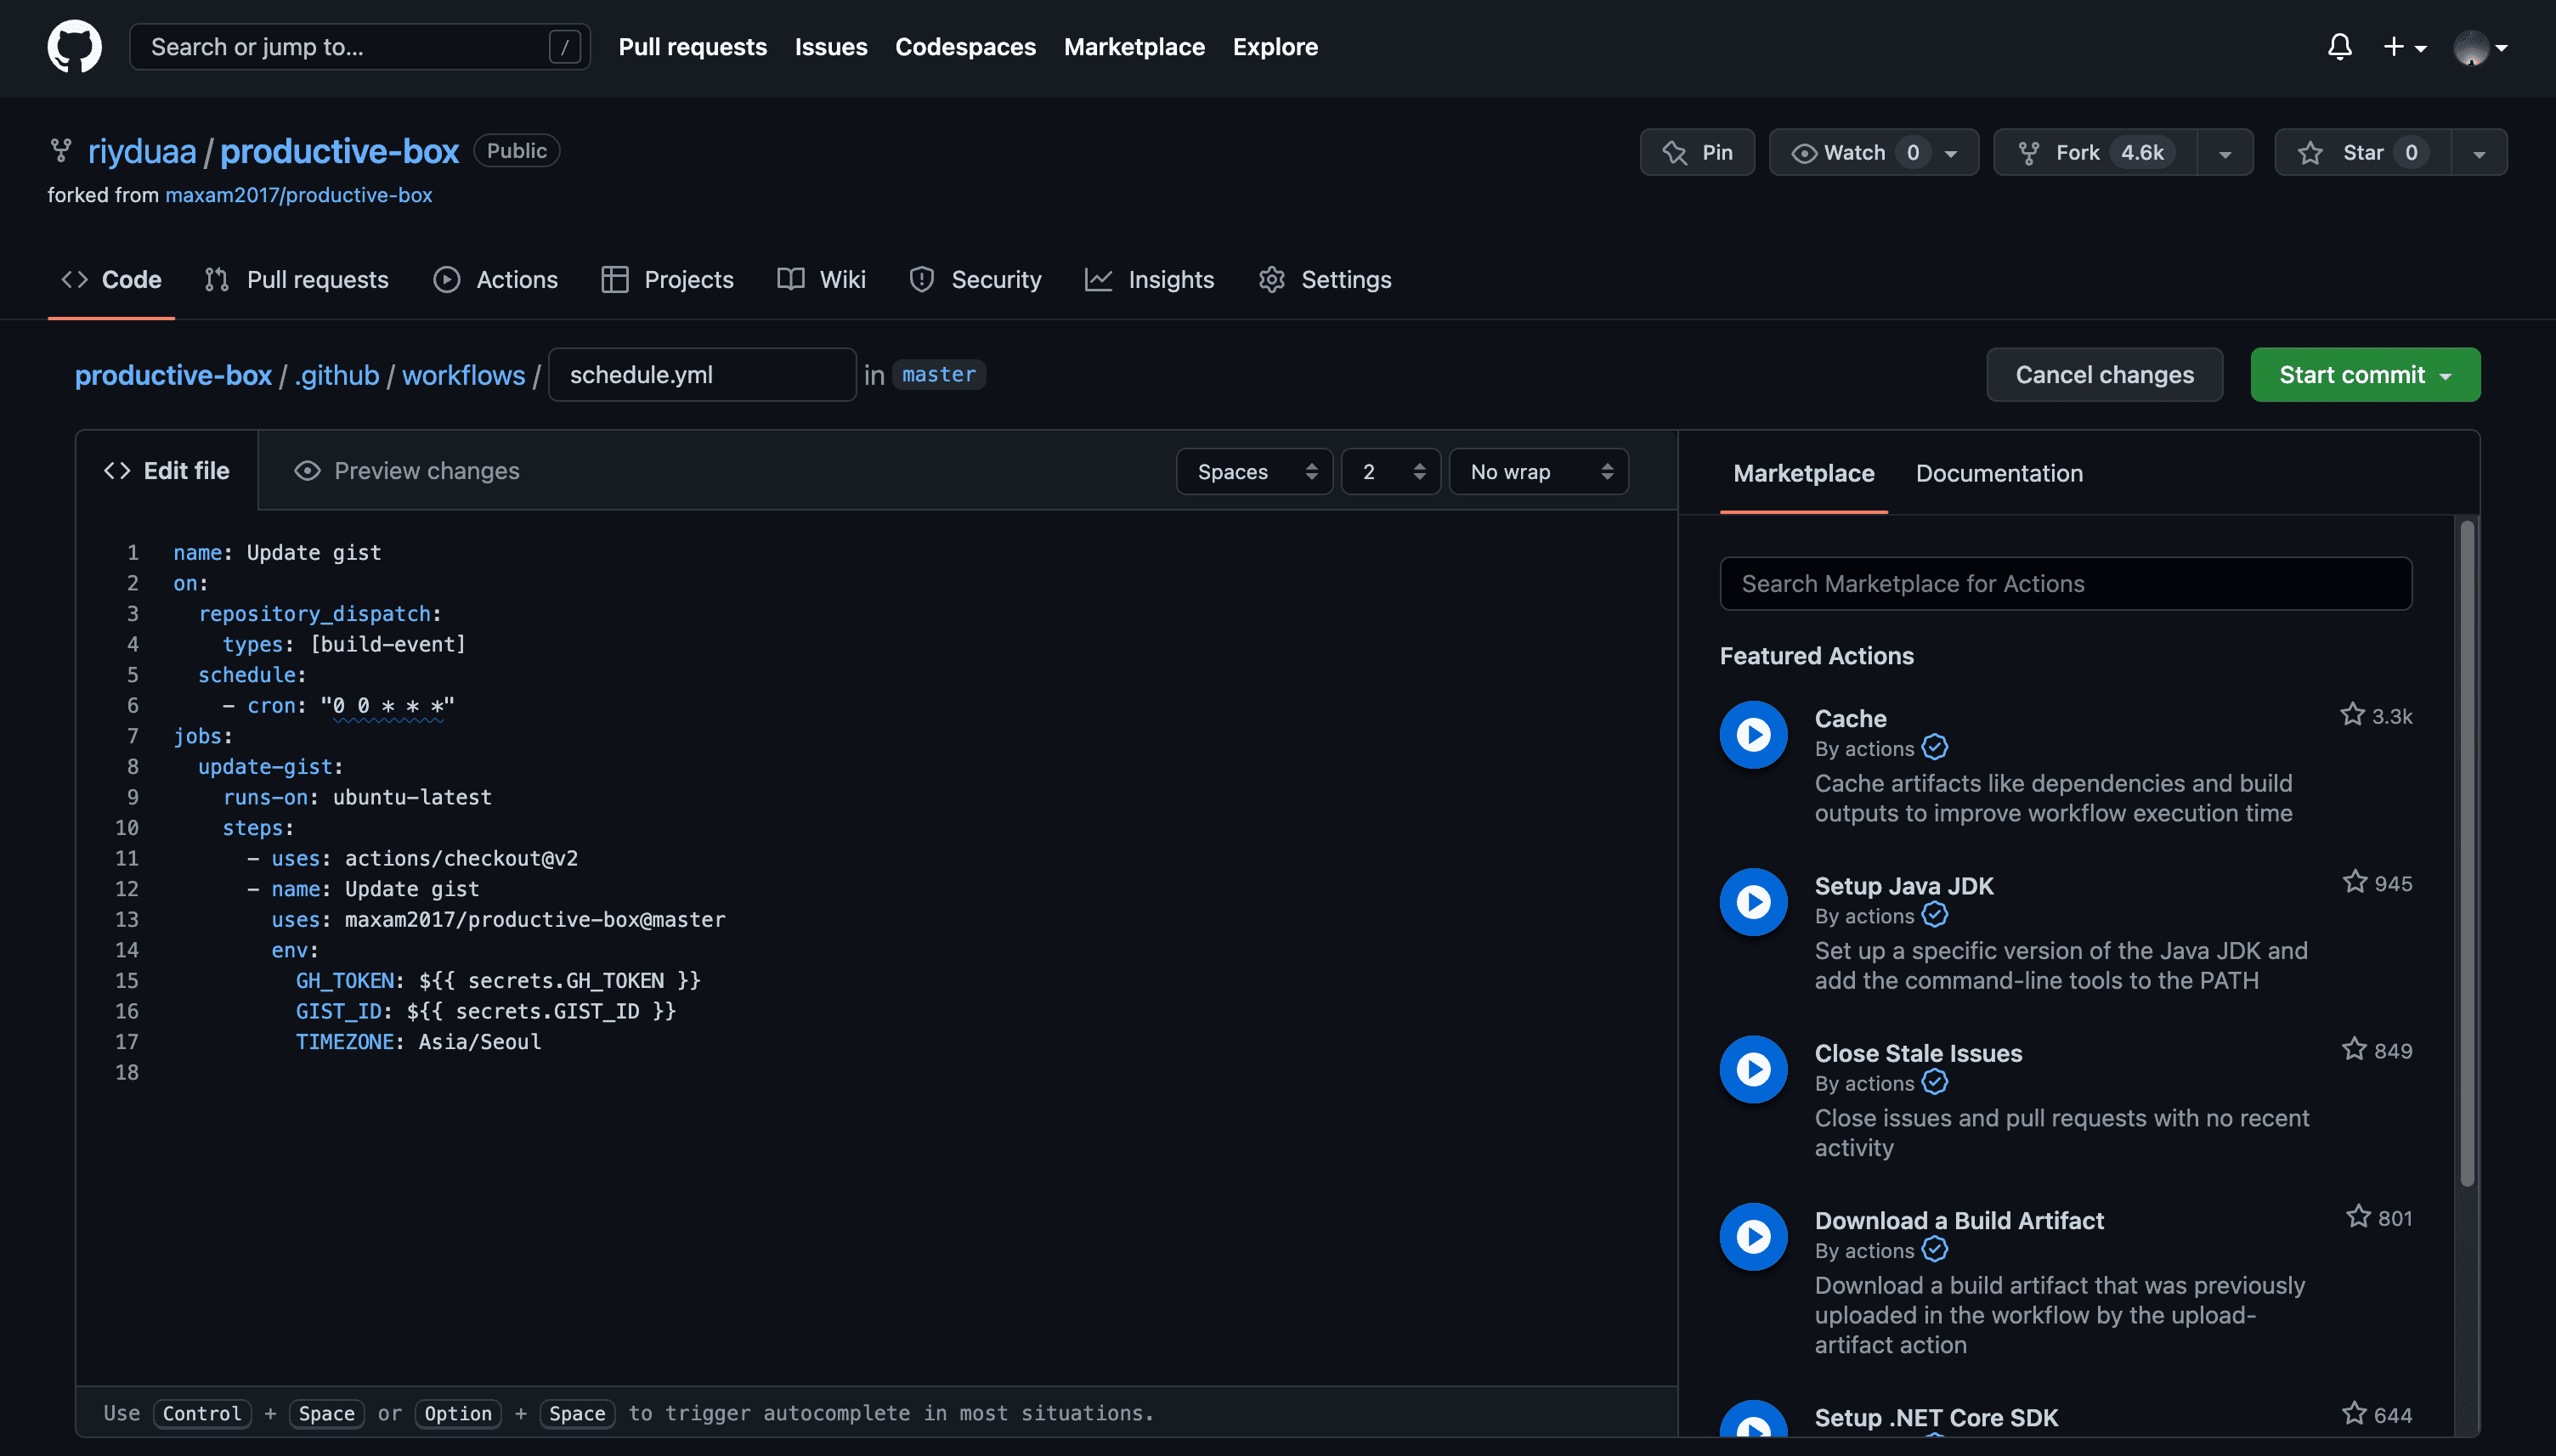 Search or jump to... /
Pull requests Issues Codespaces Marketplace Explore
riyduaa / productive-box Public
Pin Watch 0 Fork 4.6k Star 0
forked from maxam2017/productive-box
Code Pull requests Actions Projects Wiki Security Insights Settings
productive-box / .github / workflows / schedule.yml in master
Cancel changes Start commit
Edit file Preview changes Spaces 2 No wrap
1 name: Update gist
2 on:
3   repository_dispatch:
4     types: [build-event]
5   schedule:
6     - cron: "0 0 * * *"
7 jobs:
8   update-gist:
9     runs-on: ubuntu-latest
10     steps:
11       - uses: actions/checkout@v2
12       - name: Update gist
13         uses: maxam2017/productive-box@master
14         env:
15           GH_TOKEN: ${{ secrets.GH_TOKEN }}
16           GIST_ID: ${{ secrets.GIST_ID }}
17           TIMEZONE: Asia/Seoul
18
Use Control + Space or Option + Space to trigger autocomplete in most situations.
Marketplace Documentation
Search Marketplace for Actions
Featured Actions
Cache 3.3k
By actions
Cache artifacts like dependencies and build
outputs to improve workflow execution time
Setup Java JDK 945
By actions
Set up a specific version of the Java JDK and
add the command-line tools to the PATH
Close Stale Issues 849
By actions
Close issues and pull requests with no recent
activity
Download a Build Artifact 801
By actions
Download a build artifact that was previously
uploaded in the workflow by the upload-
artifact action
Setup .NET Core SDK 644